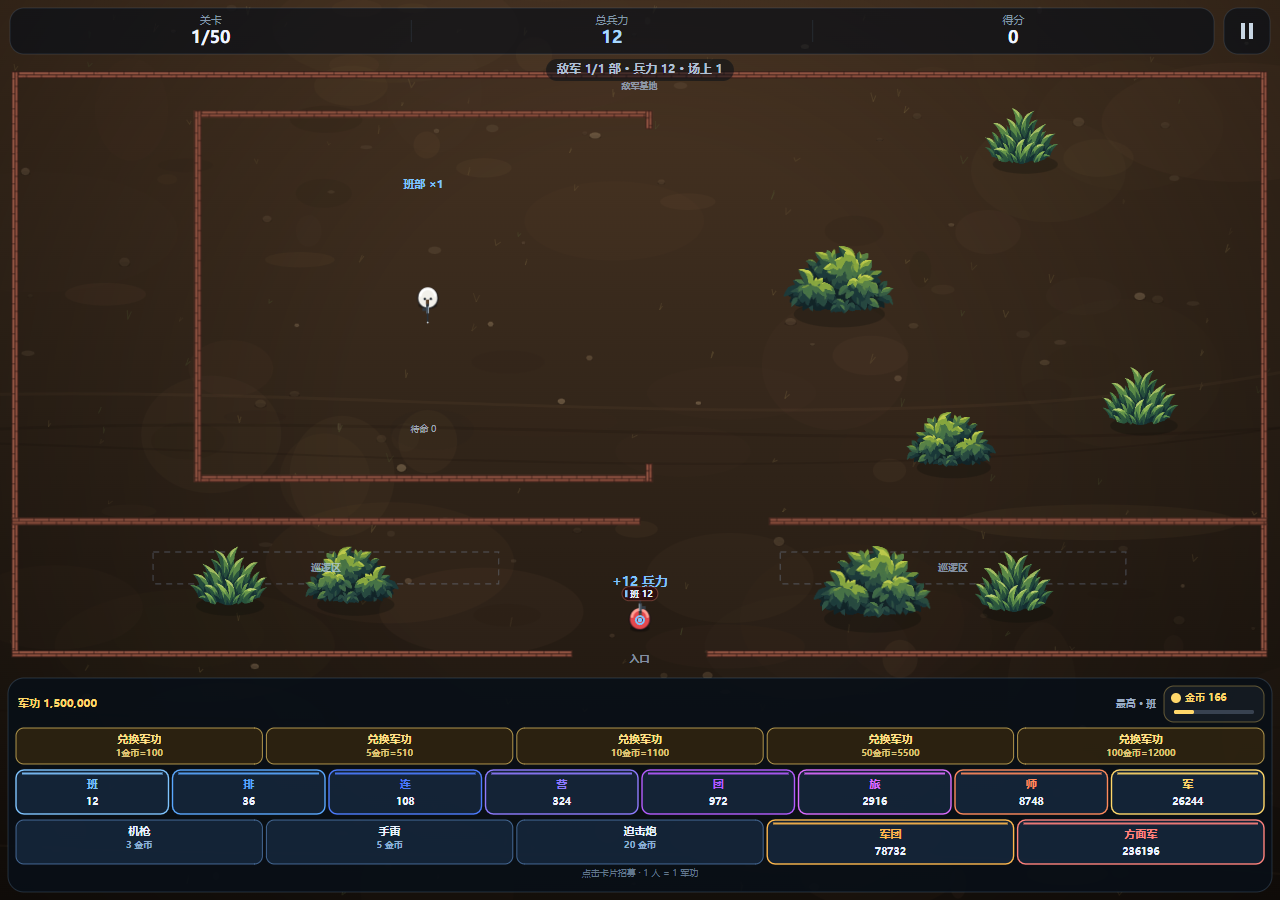 关卡
1/50
总兵力
12
得分
0
敌军 1/1 部 • 兵力 12 • 场上 1
敌军基地
班部 ×1
待命 0
巡逻区
巡逻区
+12 兵力
班 12
入口
军功 1,500,000
最高 • 班
金币 166
兑换军功
1金币=100
兑换军功
5金币=510
兑换军功
10金币=1100
兑换军功
50金币=5500
兑换军功
100金币=12000
班
12
排
36
连
108
营
324
团
972
旅
2916
师
8748
军
26244
机枪
3 金币
手雷
5 金币
迫击炮
20 金币
军团
78732
方面军
236196
点击卡片招募 · 1 人 = 1 军功